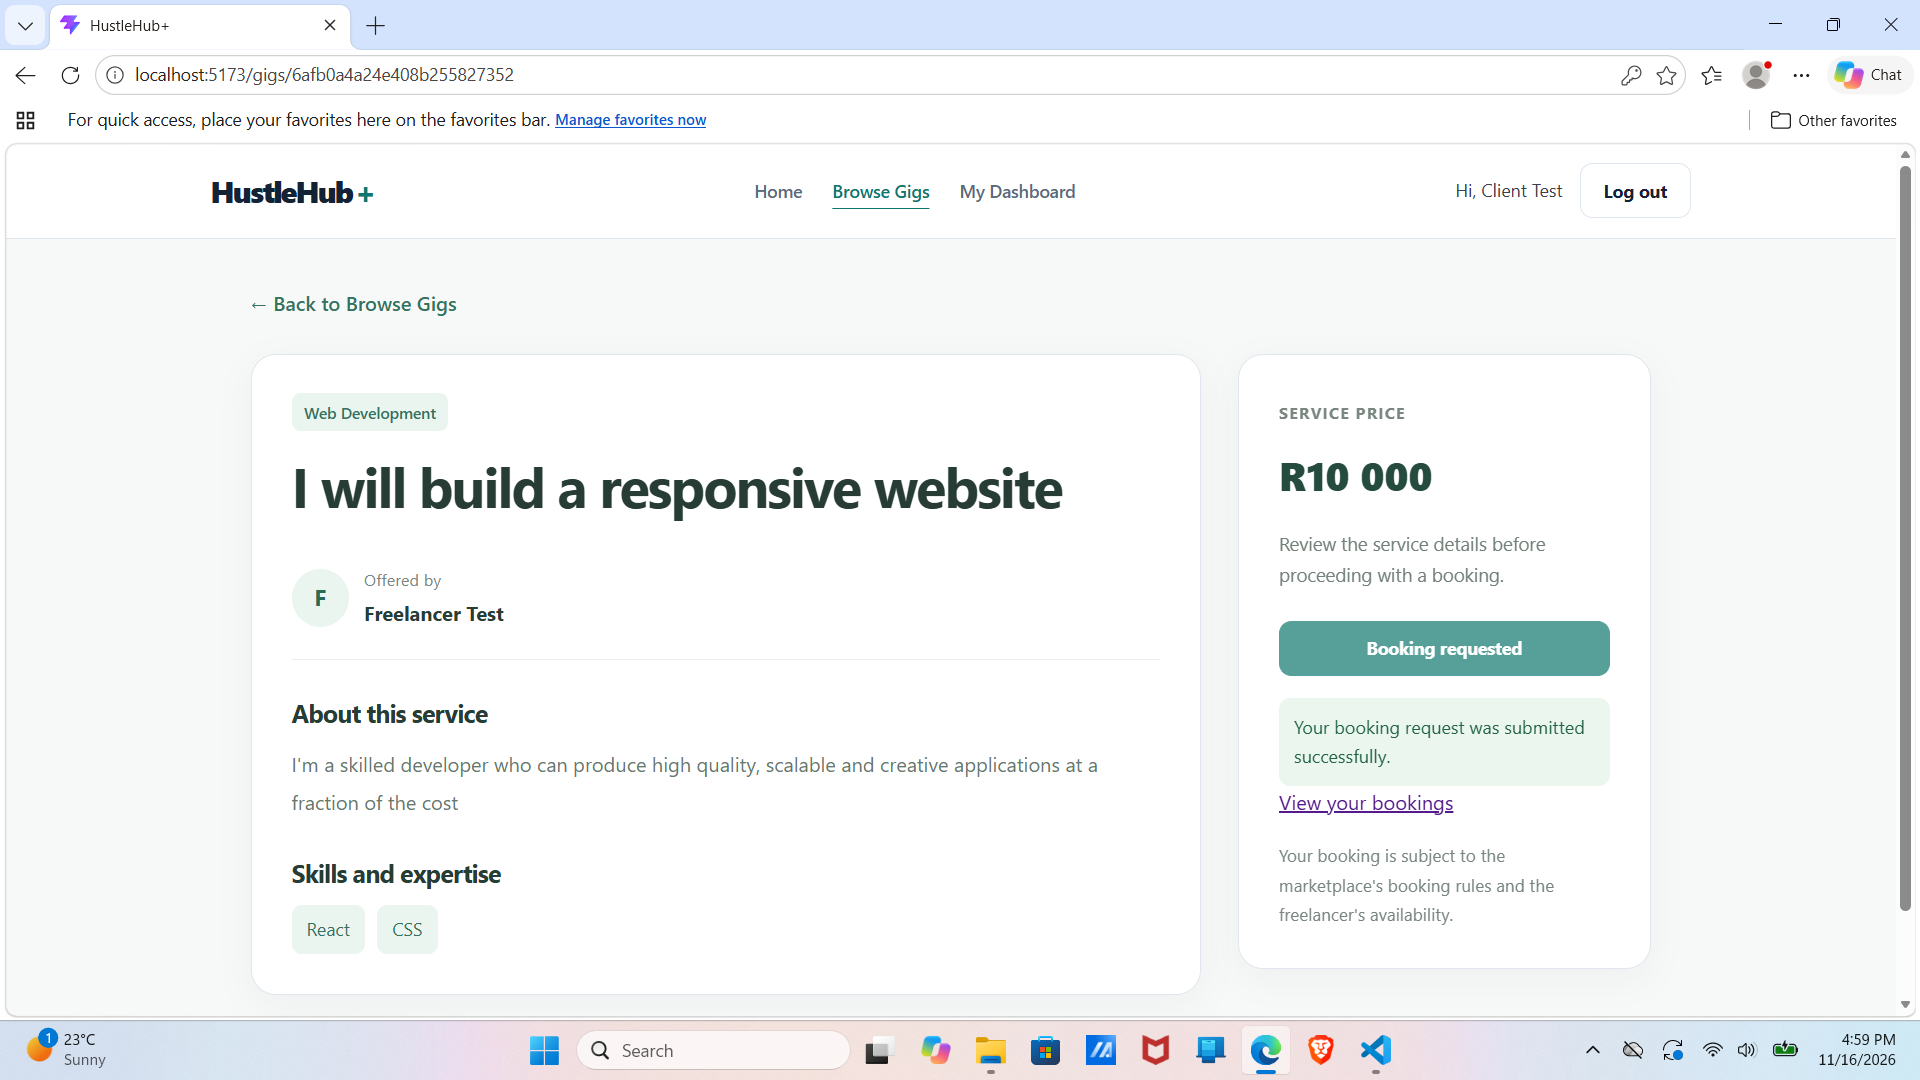 HustleHub+
localhost:5173/gigs/6afb0a4a24e408b255827352
Chat
For quick access, place your favorites here on the favorites bar. Manage favorites now
Other favorites
HustleHub+
Home
Browse Gigs
My Dashboard
Hi, Client Test
Log out
← Back to Browse Gigs
Web Development
I will build a responsive website
F
Offered by
Freelancer Test
About this service
I'm a skilled developer who can produce high quality, scalable and creative applications at a
fraction of the cost
Skills and expertise
React
CSS
SERVICE PRICE
R10 000
Review the service details before
proceeding with a booking.
Booking requested
Your booking request was submitted
successfully.
View your bookings
Your booking is subject to the
marketplace's booking rules and the
freelancer's availability.
1
23°C
Sunny
Search
4:59 PM
11/16/2026